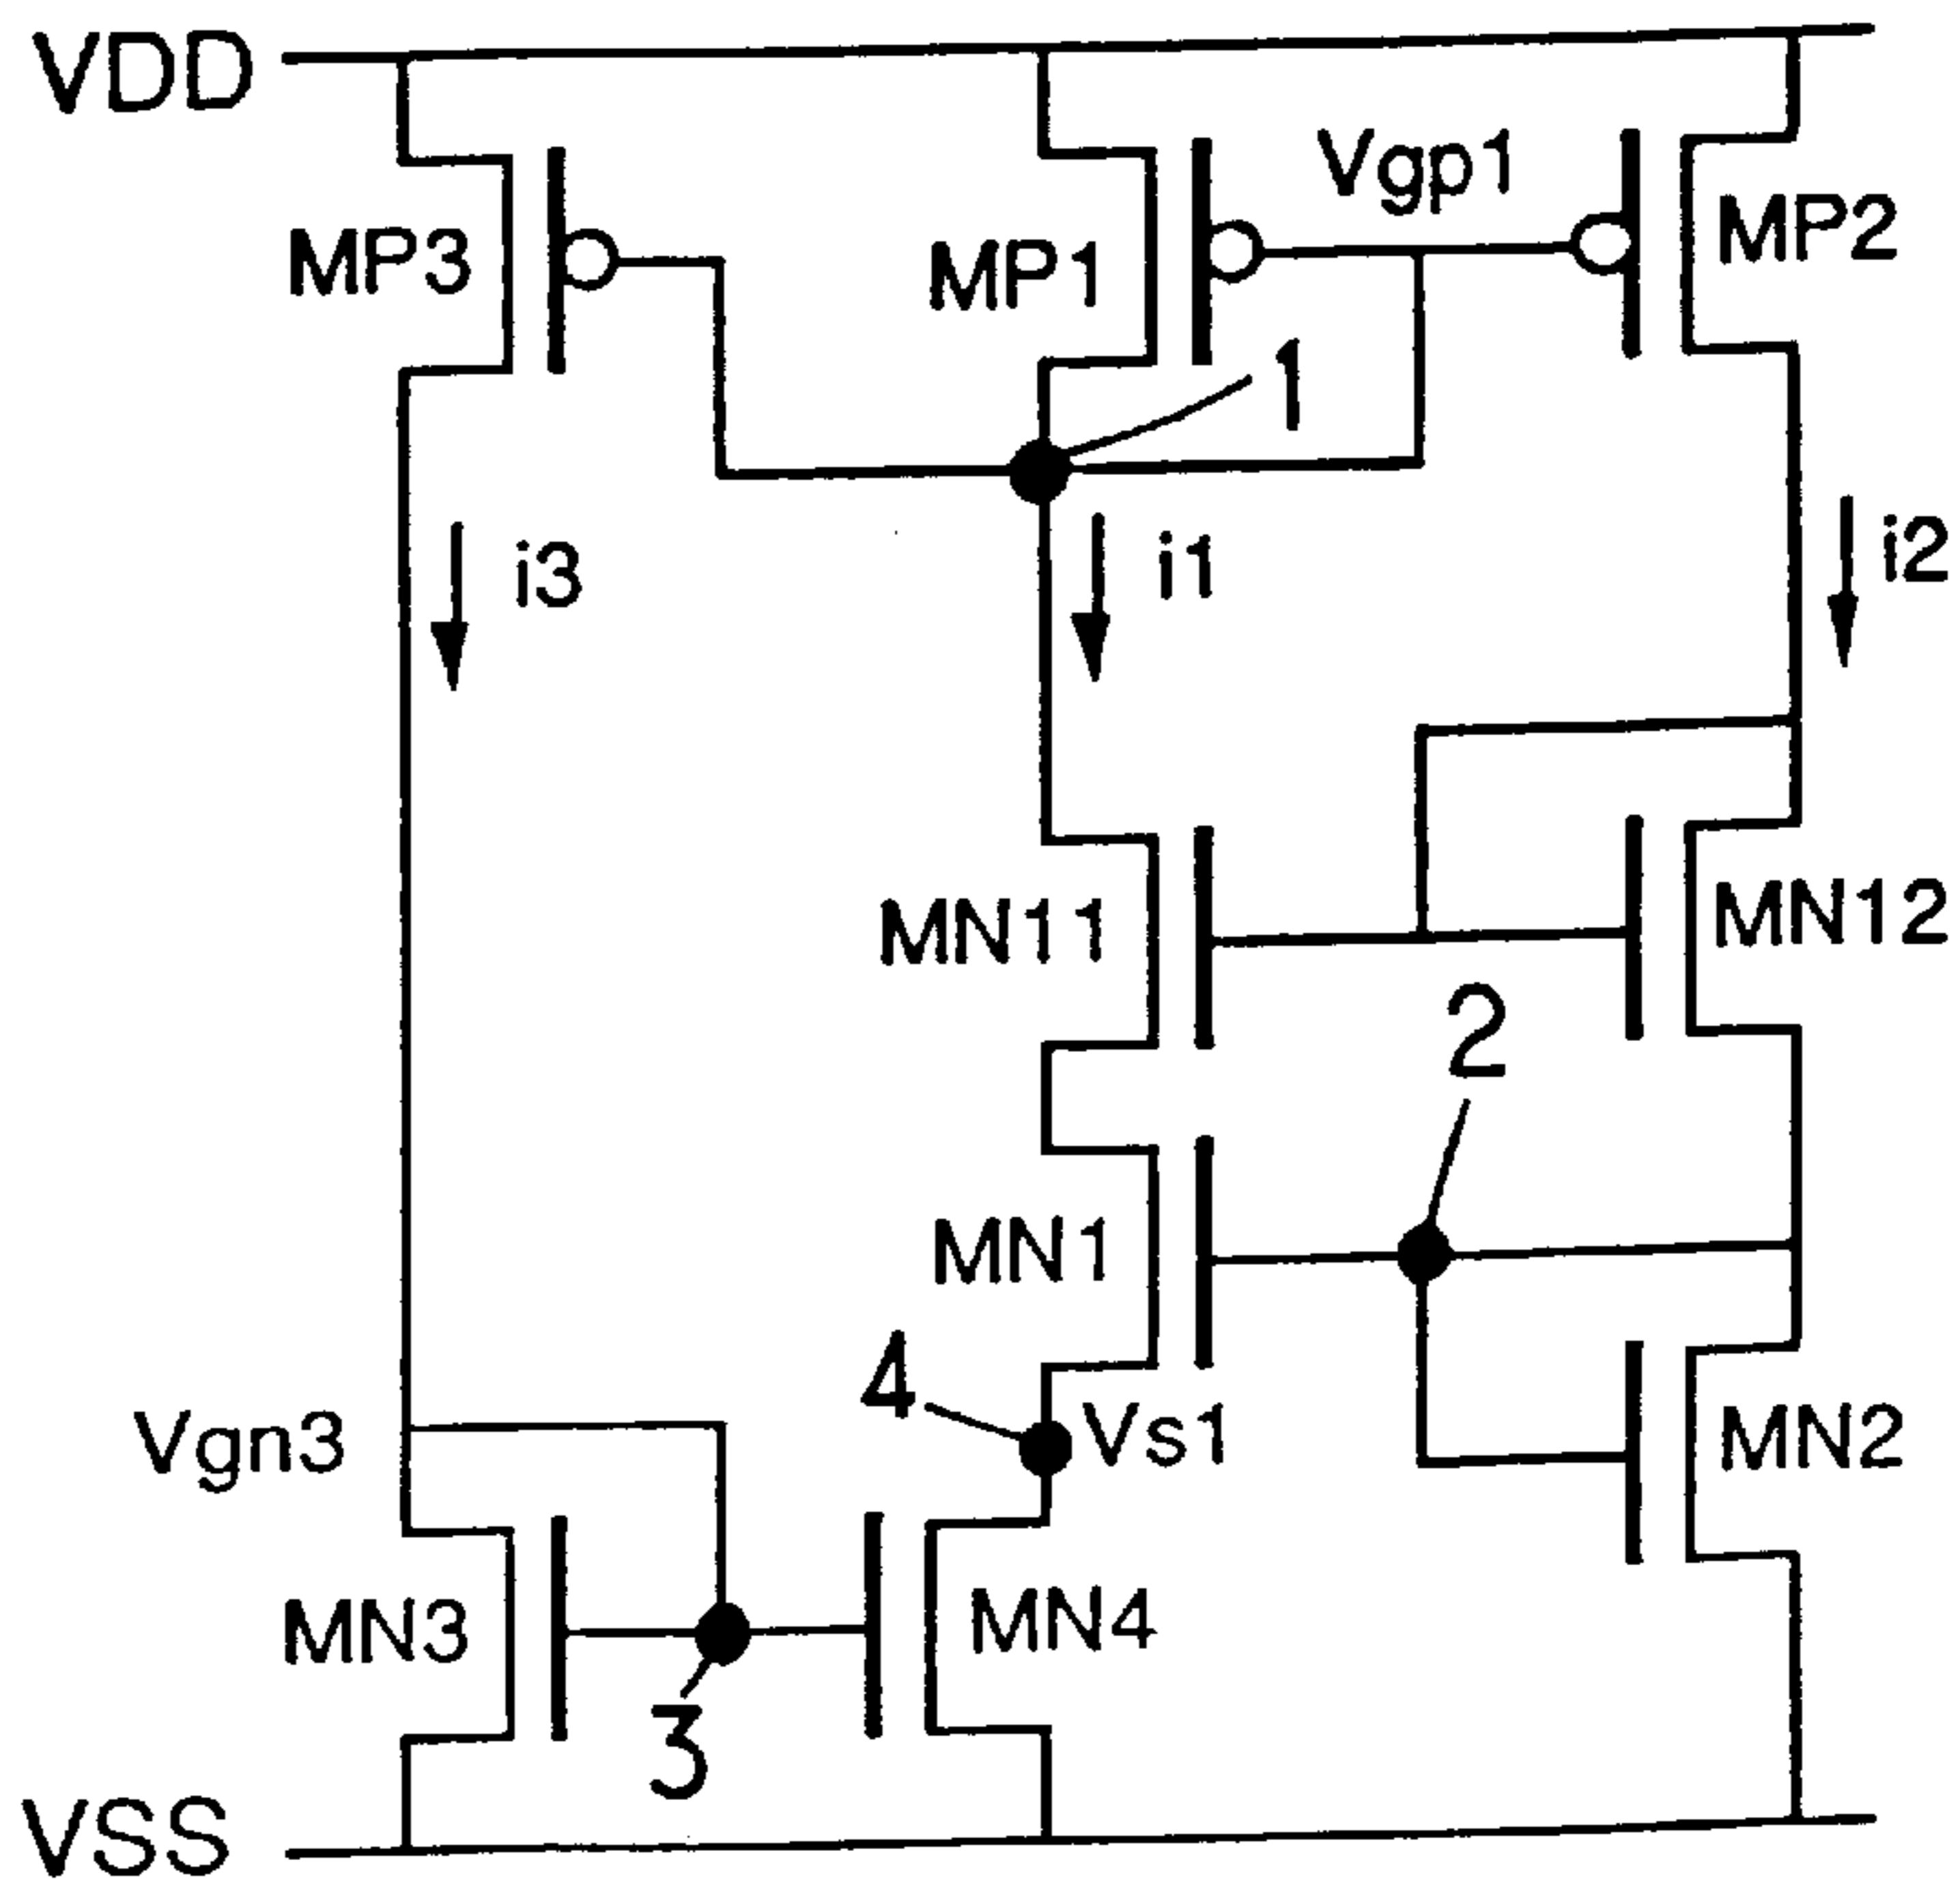 VDD
Vgp1
MP3
MP1
MP2
1
i3
i1
i2
MN11
MN12
2
MN1
4
Vgn3
Vs1
MN2
MN3
MN4
3
VSS